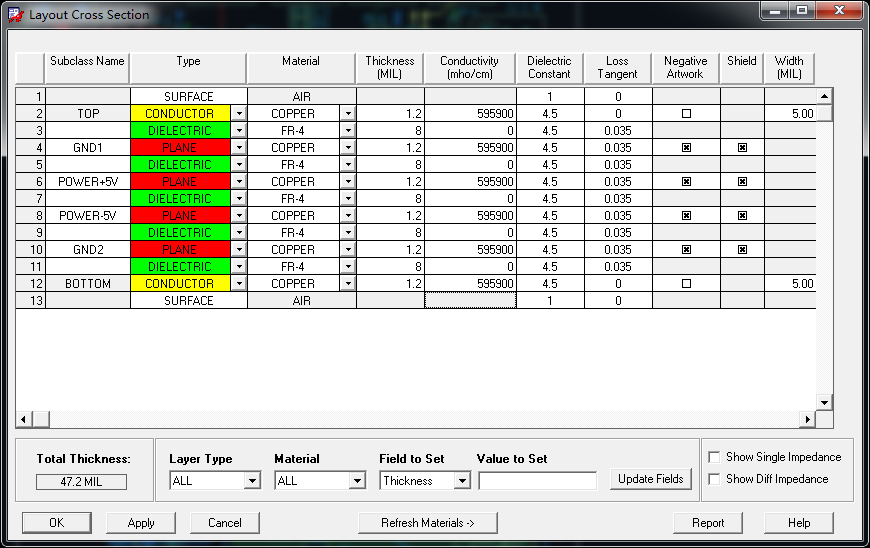 Layout Cross Section
Subclass Name Type Material Thickness (MIL) Conductivity (mho/cm) Dielectric Constant Loss Tangent Negative Artwork Shield Width (MIL)
1 SURFACE AIR 1 0
2 TOP CONDUCTOR COPPER 1.2 595900 4.5 0 5.00
3 DIELECTRIC FR-4 8 0 4.5 0.035
4 GND1 PLANE COPPER 1.2 595900 4.5 0.035
5 DIELECTRIC FR-4 8 0 4.5 0.035
6 POWER+5V PLANE COPPER 1.2 595900 4.5 0.035
7 DIELECTRIC FR-4 8 0 4.5 0.035
8 POWER-5V PLANE COPPER 1.2 595900 4.5 0.035
9 DIELECTRIC FR-4 8 0 4.5 0.035
10 GND2 PLANE COPPER 1.2 595900 4.5 0.035
11 DIELECTRIC FR-4 8 0 4.5 0.035
12 BOTTOM CONDUCTOR COPPER 1.2 595900 4.5 0 5.00
13 SURFACE AIR 1 0
Total Thickness: Layer Type Material Field to Set Value to Set Show Single Impedance
47.2 MIL ALL ALL Thickness Update Fields Show Diff Impedance
OK Apply Cancel Refresh Materials -> Report Help